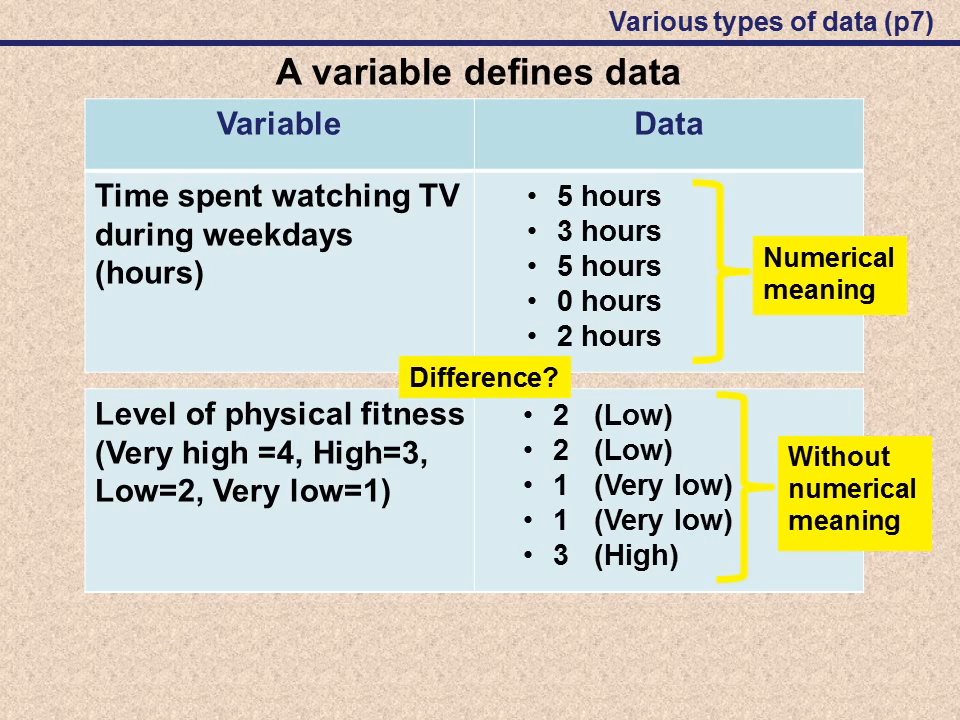 Various types of data (p7)
A variable defines data
Variable
Data
Time spent watching TV
during weekdays
(hours)
• 5 hours
• 3 hours
• 5 hours
• 0 hours
• 2 hours
Numerical
meaning
Difference?
Level of physical fitness
(Very high =4, High=3,
Low=2, Very low=1)
• 2 (Low)
• 2 (Low)
• 1 (Very low)
• 1 (Very low)
• 3 (High)
Without
numerical
meaning